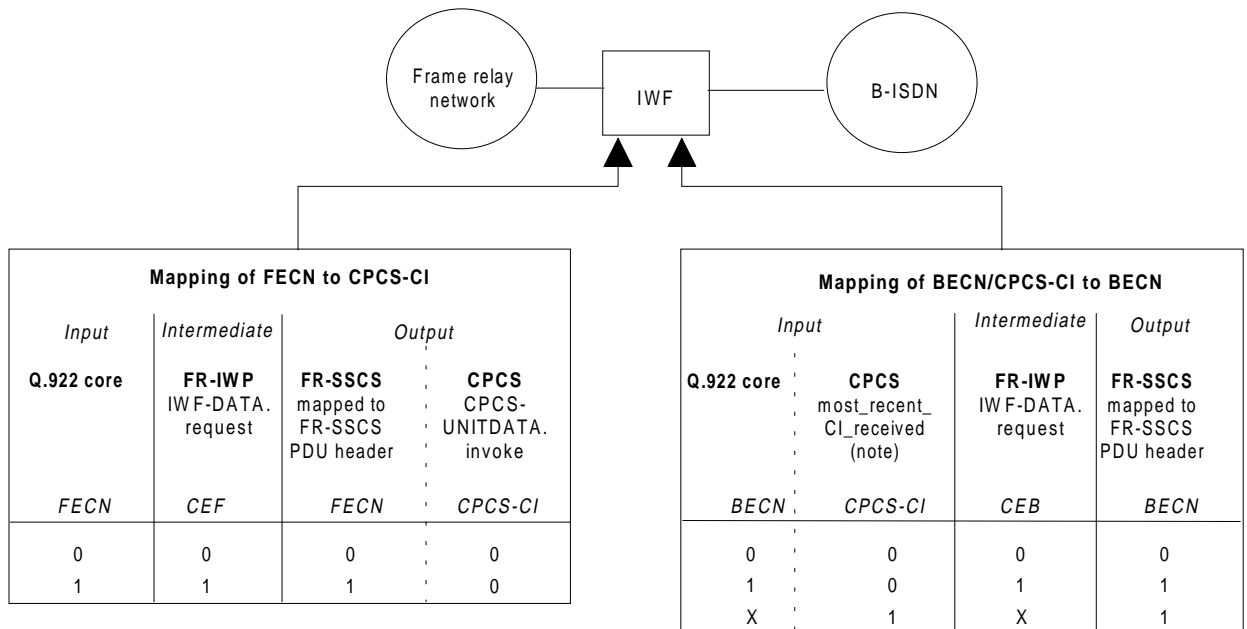 Frame relay
network
IWF
B-ISDN
Mapping of FECN to CPCS-CI
Input Intermediate Output
Q.922 core FR-IWP FR-SSCS CPCS
IWF-DATA. mapped to CPCS-
request FR-SSCS UNITDATA.
PDU header invoke
FECN CEF FECN CPCS-CI
0 0 0 0
1 1 1 0
Mapping of BECN/CPCS-CI to BECN
Input Intermediate Output
Q.922 core CPCS FR-IWP FR-SSCS
most_recent_ IWF-DATA. mapped to
CI_received request FR-SSCS
(note) PDU header
BECN CPCS-CI CEB BECN
0 0 0 0
1 0 1 1
X 1 X 1